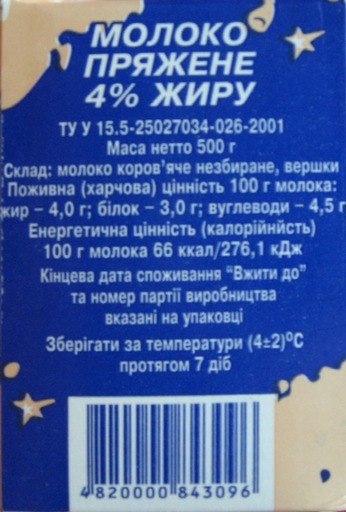 МОЛОКО
ПРЯЖЕНЕ
4% ЖИРУ
ТУ У 15.5-25027034-026-2001
Маса нетто 500 г
Склад: молоко коров’яче незбиране, вершки
Поживна (харчова) цінність 100 г молока:
жир – 4,0 г; білок – 3,0 г; вуглеводи – 4,5 г
Енергетична цінність (калорійнійсть)
100 г молока 66 ккал/276,1 кДж
Кінцева дата споживання “Вжити до”
та номер партії виробництва
вказані на упаковці
Зберігати за температури (4±2)°С
протягом 7 діб
4 820000 843096